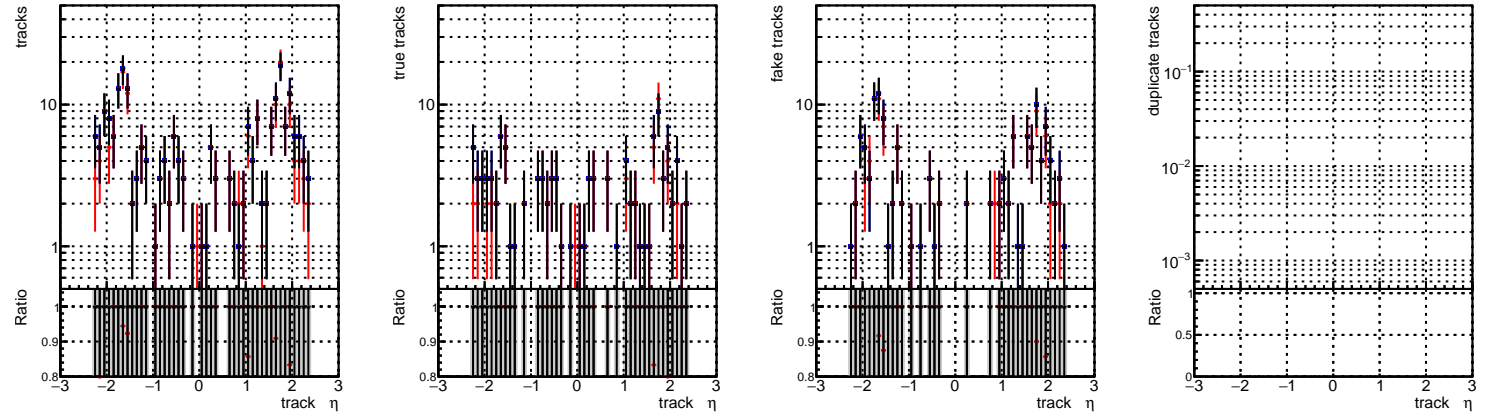 tracks
10
1
Ratio
1
0.9
0.8
−3 −2 −1 0 1 2 3
track η
true tracks
10
1
Ratio
1
0.9
0.8
−3 −2 −1 0 1 2 3
track η
fake tracks
10
1
Ratio
1
0.9
0.8
−3 −2 −1 0 1 2 3
track η
duplicate tracks
10⁻¹
10⁻²
10⁻³
Ratio
1
0.5
0
−3 −2 −1 0 1 2 3
track η